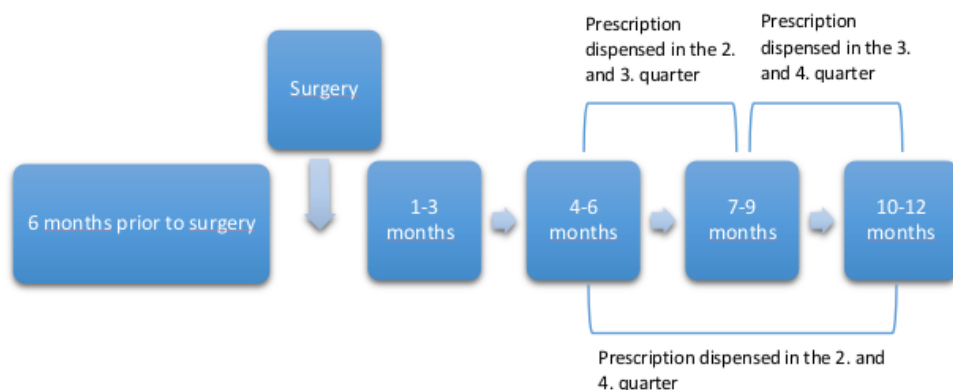 Prescription
dispensed in the 2.
and 3. quarter
Prescription
dispensed in the 3.
and 4. quarter
Surgery
6 months prior to surgery
1-3
months
4-6
months
7-9
months
10-12
months
Prescription dispensed in the 2. and
4. quarter